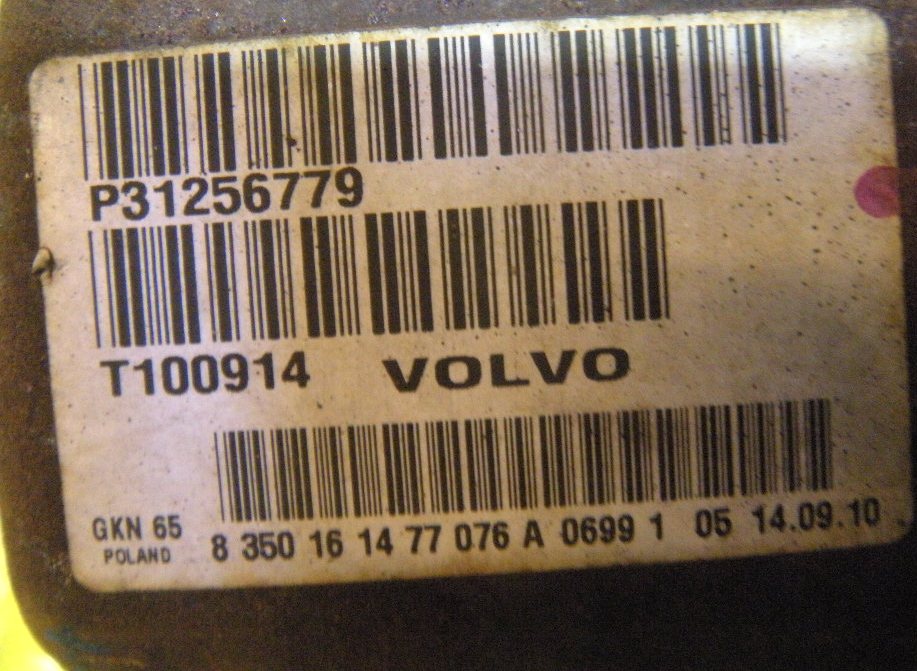 P31256779
T100914 VOLVO
GKN 65
POLAND
8 350 16 14 77 076 A 0699 1 05 14.09.10